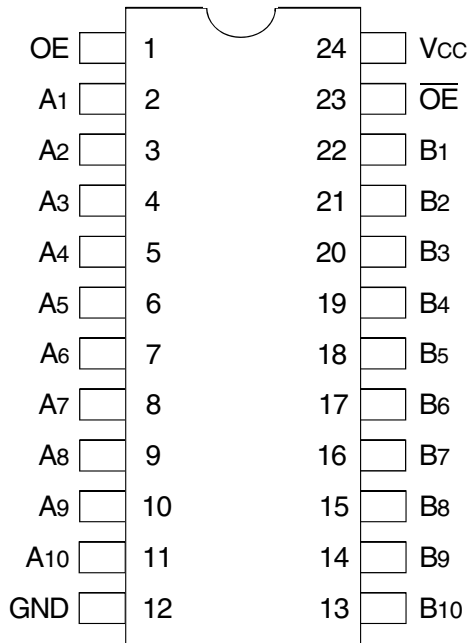 OE 1 24 VCC
A1 2 23 O̅E̅
A2 3 22 B1
A3 4 21 B2
A4 5 20 B3
A5 6 19 B4
A6 7 18 B5
A7 8 17 B6
A8 9 16 B7
A9 10 15 B8
A10 11 14 B9
GND 12 13 B10